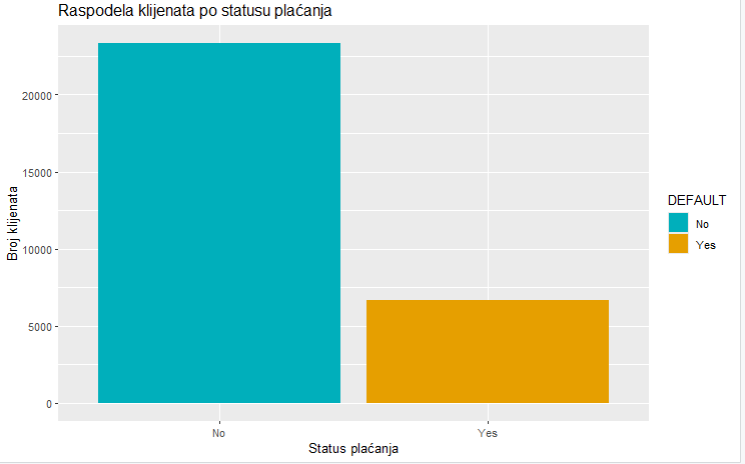 Raspodela klijenata po statusu plaćanja
Broj klijenata
20000
15000
10000
5000
0
No
Yes
Status plaćanja
DEFAULT
No
Yes